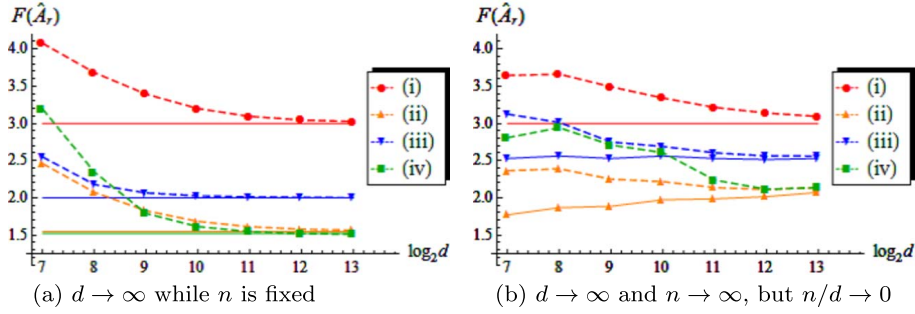 F(Â_r)
4.0
3.5
3.0
2.5
2.0
1.5
7 8 9 10 11 12 13
log₂d
(i)
(ii)
(iii)
(iv)
(a) d → ∞ while n is fixed
F(Â_r)
4.0
3.5
3.0
2.5
2.0
1.5
7 8 9 10 11 12 13
log₂d
(i)
(ii)
(iii)
(iv)
(b) d → ∞ and n → ∞, but n/d → 0